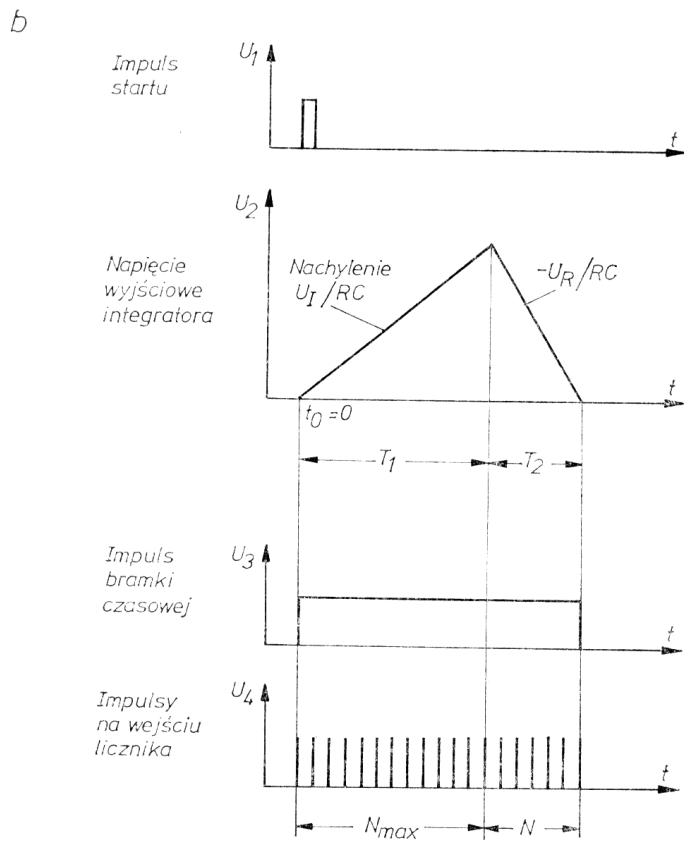 b
Impuls
startu
U1
t
U2
Napięcie
wyjściowe
integratora
Nachylenie
UI/RC
-UR/RC
t
t0=0
T1
T2
Impuls
bramki
czasowej
U3
t
Impulsy
na wejściu
licznika
U4
t
Nmax
N